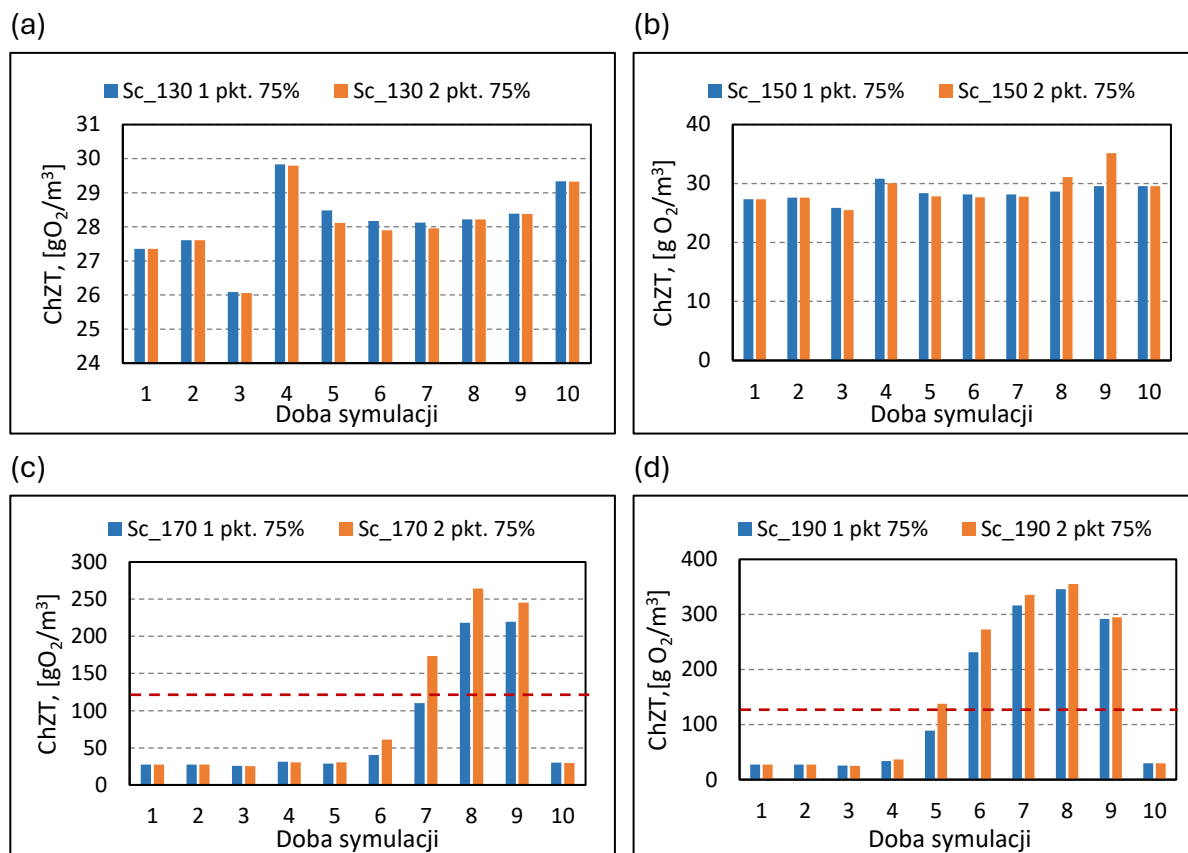 (a)
Sc_130 1 pkt. 75% Sc_130 2 pkt. 75%
ChZT, [gO₂/m³]
31
30
29
28
27
26
25
24
1 2 3 4 5 6 7 8 9 10
Doba symulacji
(b)
Sc_150 1 pkt. 75% Sc_150 2 pkt. 75%
ChZT, [g O₂/m³]
40
30
20
10
0
1 2 3 4 5 6 7 8 9 10
Doba symulacji
(c)
Sc_170 1 pkt. 75% Sc_170 2 pkt. 75%
ChZT, [gO₂/m³]
300
250
200
150
100
50
0
1 2 3 4 5 6 7 8 9 10
Doba symulacji
(d)
Sc_190 1 pkt 75% Sc_190 2 pkt 75%
ChZT,[g O₂/m³]
400
300
200
100
0
1 2 3 4 5 6 7 8 9 10
Doba symulacji